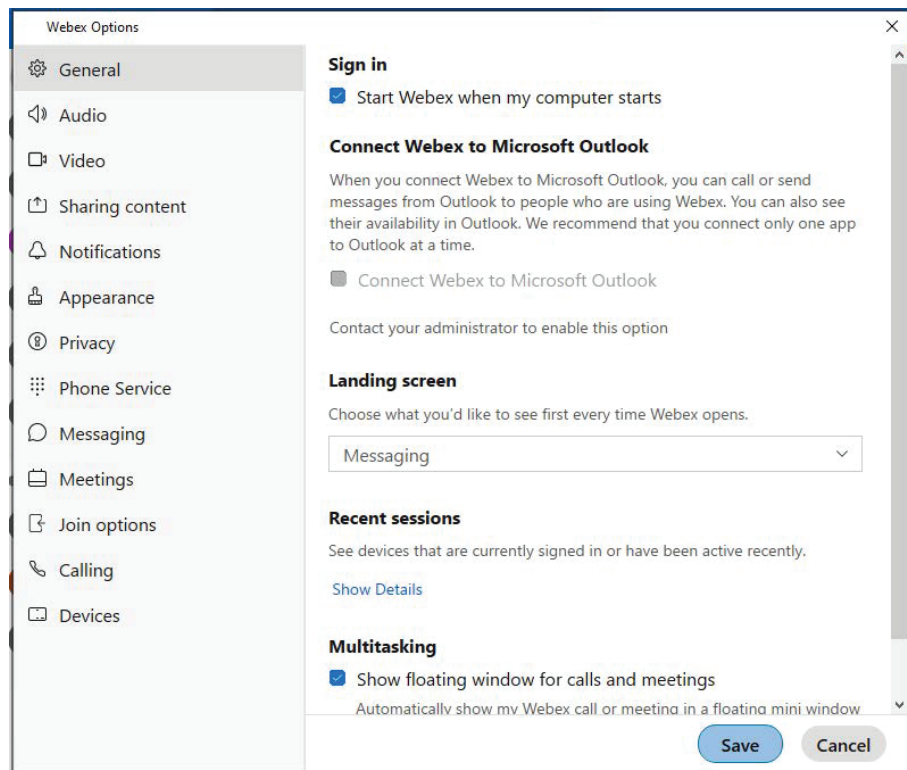 Webex Options
General
Audio
Video
Sharing content
Notifications
Appearance
Privacy
Phone Service
Messaging
Meetings
Join options
Calling
Devices
Sign in
Start Webex when my computer starts
Connect Webex to Microsoft Outlook
When you connect Webex to Microsoft Outlook, you can call or send
messages from Outlook to people who are using Webex. You can also see
their availability in Outlook. We recommend that you connect only one app
to Outlook at a time.
Connect Webex to Microsoft Outlook
Contact your administrator to enable this option
Landing screen
Choose what you'd like to see first every time Webex opens.
Messaging
Recent sessions
See devices that are currently signed in or have been active recently.
Show Details
Multitasking
Show floating window for calls and meetings
Automatically show my Webex call or meeting in a floating mini window
Save
Cancel